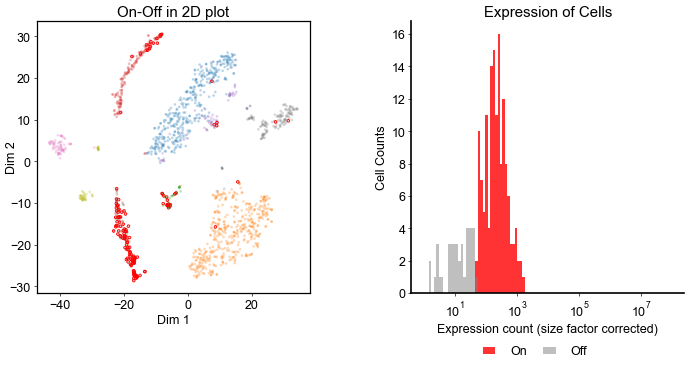 On-Off in 2D plot
30
20
10
0
−10
−20
−30
Dim 2
−40 −20 0 20
Dim 1
Expression of Cells
16
14
12
10
8
6
4
2
0
Cell Counts
10^1 10^3 10^5 10^7
Expression count (size factor corrected)
On Off